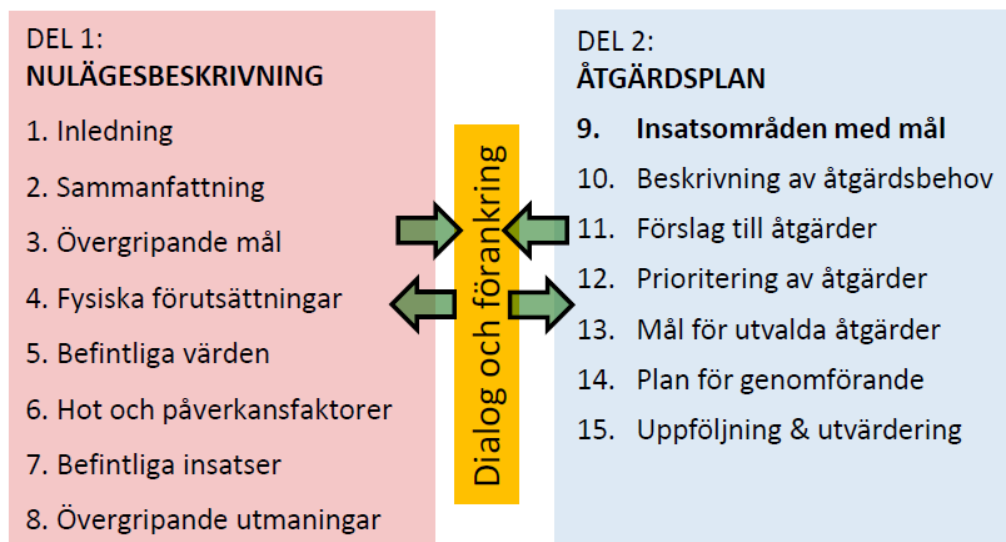 DEL 1:
NULÄGESBESKRIVNING
1. Inledning
2. Sammanfattning
3. Övergripande mål
4. Fysiska förutsättningar
5. Befintliga värden
6. Hot och påverkansfaktorer
7. Befintliga insatser
8. Övergripande utmaningar
Dialog och förankring
DEL 2:
ÅTGÄRDSPLAN
9. Insatsområden med mål
10. Beskrivning av åtgärdsbehov
11. Förslag till åtgärder
12. Prioritering av åtgärder
13. Mål för utvalda åtgärder
14. Plan för genomförande
15. Uppföljning & utvärdering